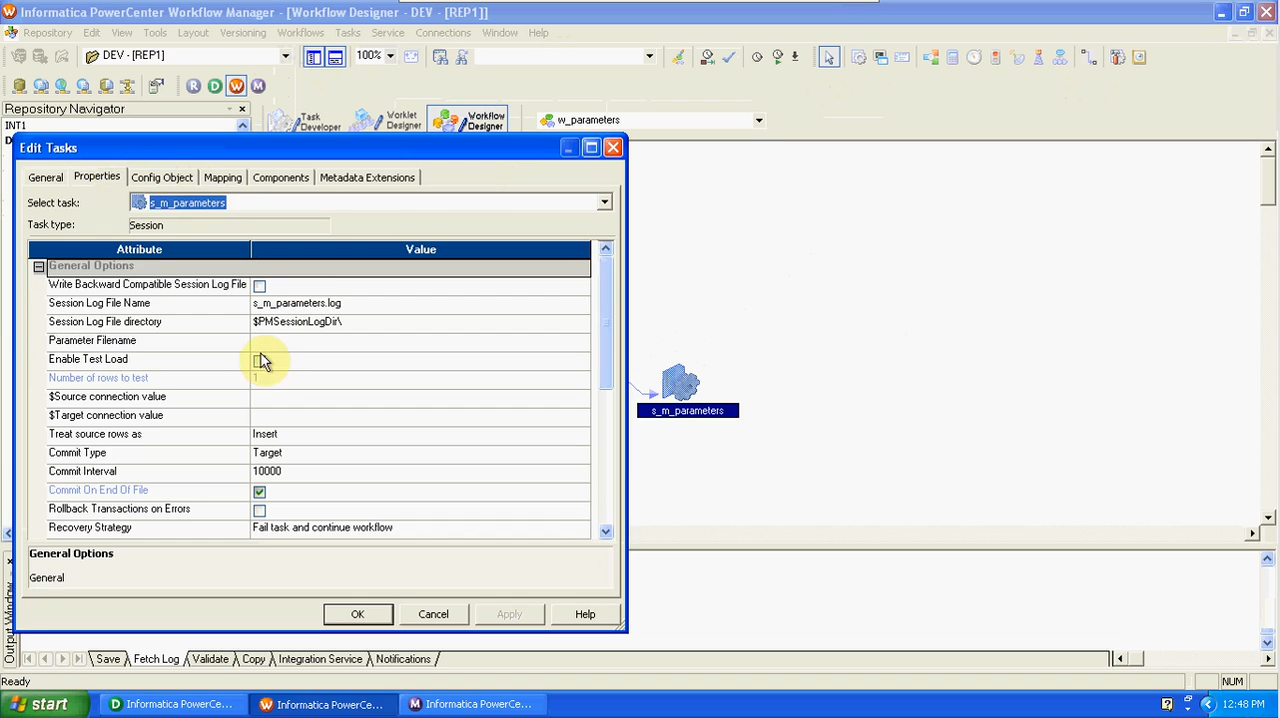 Informatica PowerCenter Workflow Manager - [Workflow Designer - DEV - [REP1]]
Repository Edit View Tools Layout Versioning Workflows Tasks Service Connections Window Help
DEV - [REP1] 100%
R D W M
Repository Navigator
Task Developer
Worklet Designer
Workflow Designer
w_parameters
INT1
Edit Tasks
General Properties Config Object Mapping Components Metadata Extensions
Select task: s_m_parameters
Task type: Session
Attribute Value
General Options
Write Backward Compatible Session Log File
Session Log File Name s_m_parameters.log
Session Log File directory $PMSessionLogDir\
Parameter Filename
Enable Test Load
Number of rows to test 1
$Source connection value
$Target connection value
Treat source rows as Insert
Commit Type Target
Commit Interval 10000
Commit On End Of File
Rollback Transactions on Errors
Recovery Strategy Fail task and continue workflow
General Options
General
OK Cancel Apply Help
s_m_parameters
Output Window
Save Fetch Log Validate Copy Integration Service Notifications
Ready NUM
start Informatica PowerCe... Informatica PowerCe... Informatica PowerCe... 12:48 PM